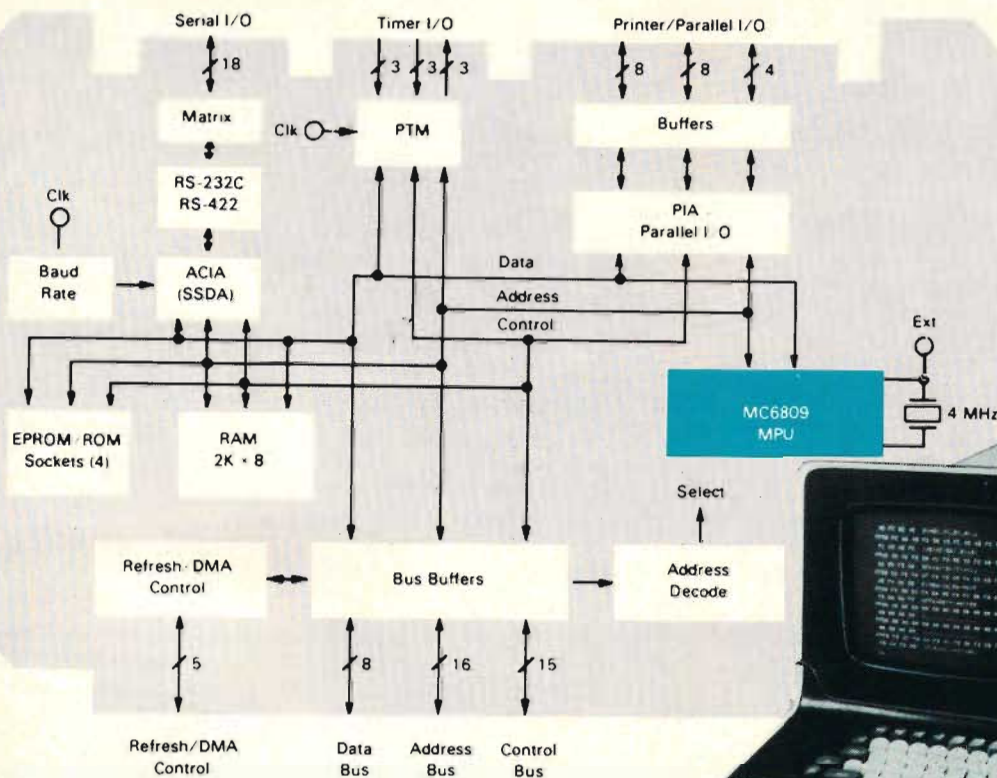 Serial I/O
Timer I/O
Printer/Parallel I/O
18
3
3
3
8
8
4
Matrix
Clk
PTM
Buffers
RS-232C
RS-422
Clk
PIA
Parallel I/O
Baud
Rate
ACIA
(SSDA)
Data
Address
Control
Ext
EPROM/ROM
Sockets (4)
RAM
2K × 8
MC6809
MPU
4 MHz
Select
Refresh/DMA
Control
Bus Buffers
Address
Decode
5
8
16
15
Refresh/DMA
Control
Data
Bus
Address
Bus
Control
Bus